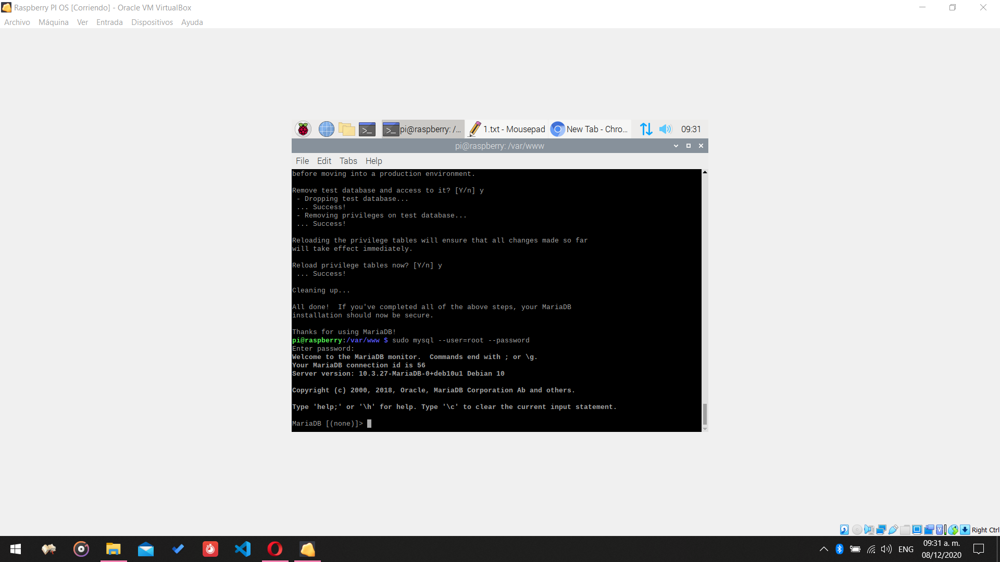 Raspberry PI OS [Corriendo] - Oracle VM VirtualBox
Archivo Máquina Ver Entrada Dispositivos Ayuda
pi@raspberry: /... 1.txt - Mousepad New Tab - Chro... 09:31
pi@raspberry: /var/www
File Edit Tabs Help
before moving into a production environment.
Remove test database and access to it? [Y/n] y
 - Dropping test database...
 ... Success!
 - Removing privileges on test database...
 ... Success!
Reloading the privilege tables will ensure that all changes made so far
will take effect immediately.
Reload privilege tables now? [Y/n] y
 ... Success!
Cleaning up...
All done!  If you've completed all of the above steps, your MariaDB
installation should now be secure.
Thanks for using MariaDB!
pi@raspberry:/var/www $ sudo mysql --user=root --password
Enter password:
Welcome to the MariaDB monitor.  Commands end with ; or \g.
Your MariaDB connection id is 56
Server version: 10.3.27-MariaDB-0+deb10u1 Debian 10
Copyright (c) 2000, 2018, Oracle, MariaDB Corporation Ab and others.
Type 'help;' or '\h' for help. Type '\c' to clear the current input statement.
MariaDB [(none)]>
Right Ctrl
ENG
09:31 a. m.
08/12/2020